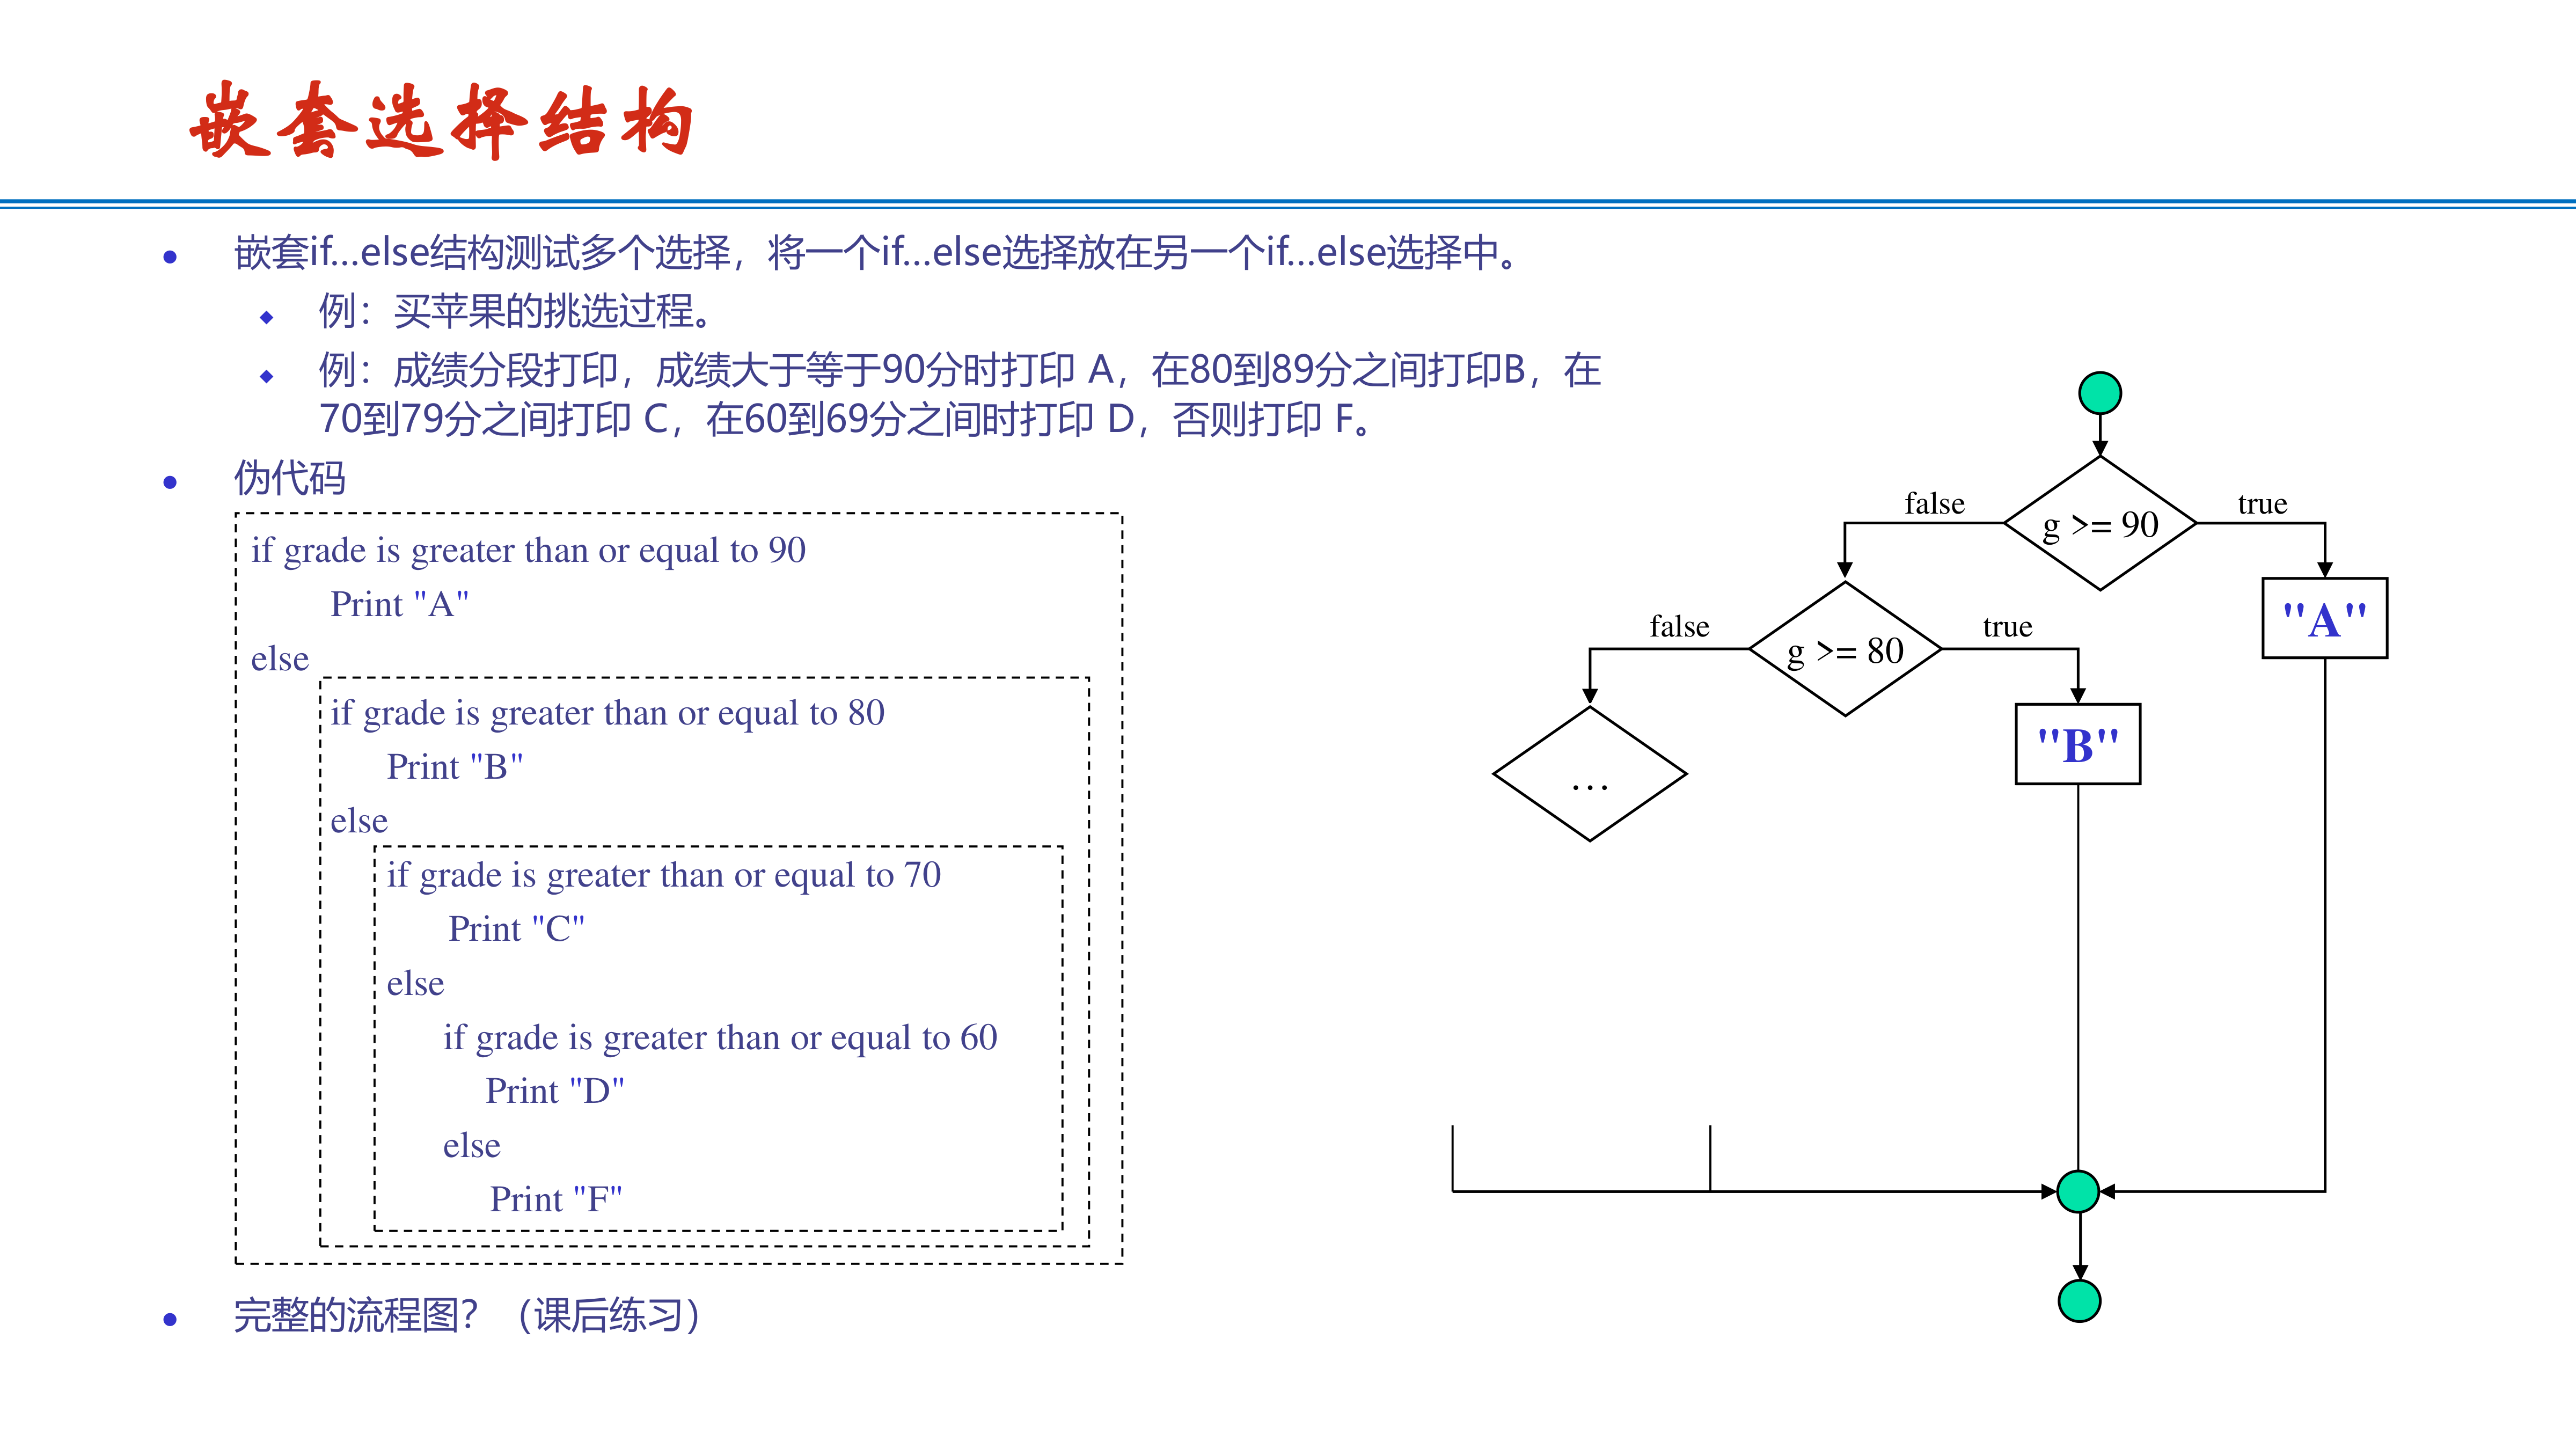 嵌套选择结构
嵌套if…else结构测试多个选择，将一个if…else选择放在另一个if…else选择中。
例：买苹果的挑选过程。
例：成绩分段打印，成绩大于等于90分时打印 A，在80到89分之间打印B，在
70到79分之间打印 C，在60到69分之间时打印 D，否则打印 F。
伪代码
if grade is greater than or equal to 90
Print "A"
else
if grade is greater than or equal to 80
Print "B"
else
if grade is greater than or equal to 70
Print "C"
else
if grade is greater than or equal to 60
Print "D"
else
Print "F"
完整的流程图？（课后练习）
false
g >= 90
true
"A"
false
g >= 80
true
"B"
…